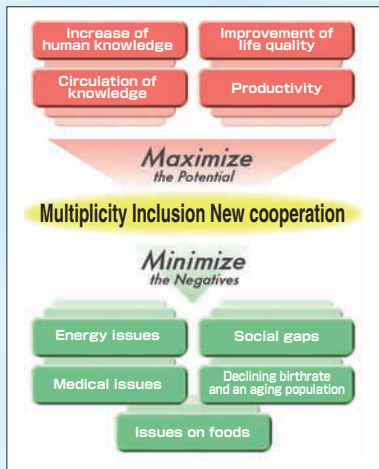 Increase of
human knowledge
Improvement of
life quality
Circulation of
knowledge
Productivity
Maximize
the Potential
Multiplicity Inclusion New cooperation
Minimize
the Negatives
Energy issues
Social gaps
Medical issues
Declining birthrate
and an aging population
Issues on foods